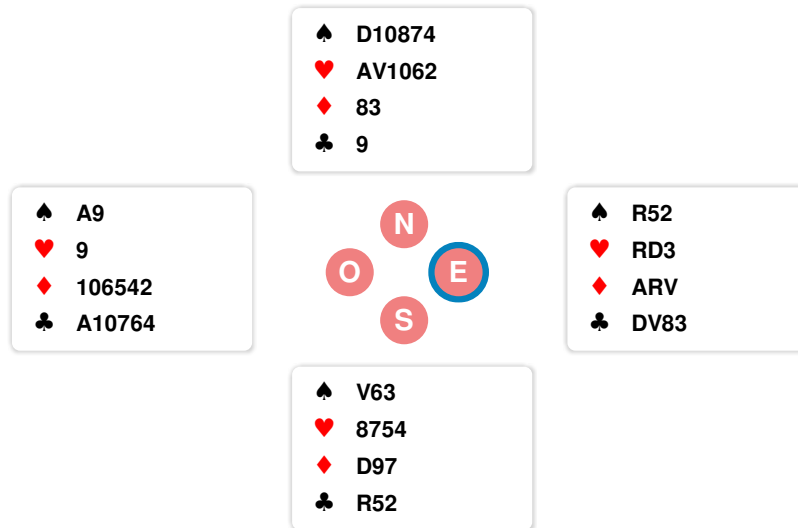 ♠ D10874
♥ AV1062
♦ 83
♣ 9
♠ A9
♥ 9
♦ 106542
♣ A10764
N
O E
S
♠ R52
♥ RD3
♦ ARV
♣ DV83
♠ V63
♥ 8754
♦ D97
♣ R52